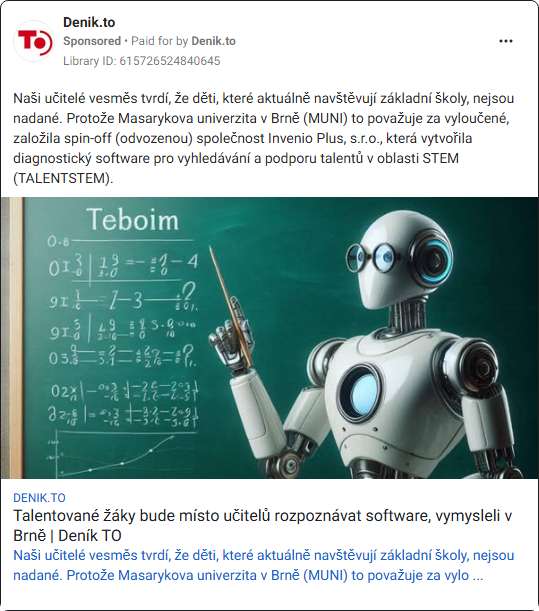 Denik.to
Sponsored • Paid for by Denik.to
Library ID: 615726524840645
TO
Naši učitelé vesměs tvrdí, že děti, které aktuálně navštěvují základní školy, nejsou
nadané. Protože Masarykova univerzita v Brně (MUNI) to považuje za vyloučené,
založila spin-off (odvozenou) společnost Invenio Plus, s.r.o., která vytvořila
diagnostický software pro vyhledávání a podporu talentů v oblasti STEM
(TALENTSTEM).
Teboim
DENIK.TO
Talentované žáky bude místo učitelů rozpoznávat software, vymysleli v
Brně | Deník TO
Naši učitelé vesměs tvrdí, že děti, které aktuálně navštěvují základní školy, nejsou
nadané. Protože Masarykova univerzita v Brně (MUNI) to považuje za vylo ...